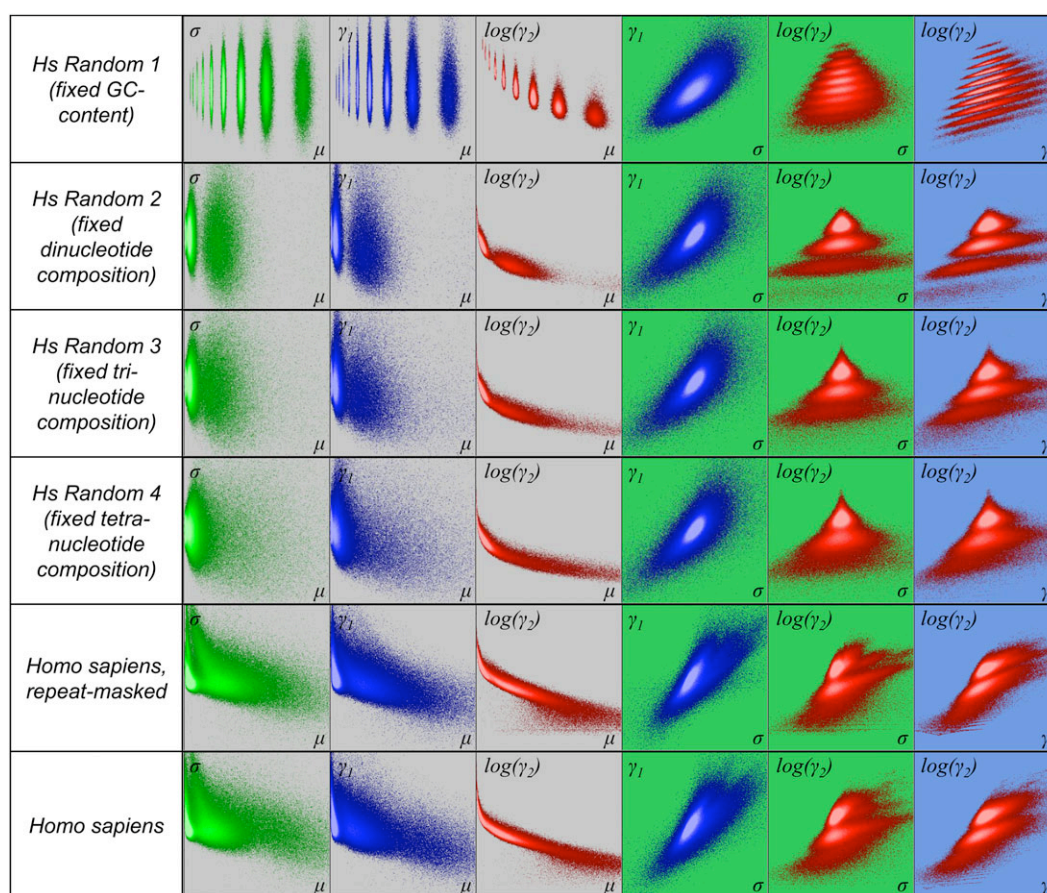 Hs Random 1
(fixed GC-
content)
σ γ₁ log(γ₂) γ₁ log(γ₂) log(γ₂)
μ μ μ σ σ γ
Hs Random 2
(fixed
dinucleotide
composition)
σ γ₁ log(γ₂) γ₁ log(γ₂) log(γ₂)
μ μ μ σ σ γ
Hs Random 3
(fixed tri-
nucleotide
composition)
σ γ₁ log(γ₂) γ₁ log(γ₂) log(γ₂)
μ μ μ σ σ γ
Hs Random 4
(fixed tetra-
nucleotide
composition)
σ γ₁ log(γ₂) γ₁ log(γ₂) log(γ₂)
μ μ μ σ σ γ
Homo sapiens,
repeat-masked
σ γ₁ log(γ₂) γ₁ log(γ₂) log(γ₂)
μ μ μ σ σ γ
Homo sapiens
σ γ₁ log(γ₂) γ₁ log(γ₂) log(γ₂)
μ μ μ σ σ γ